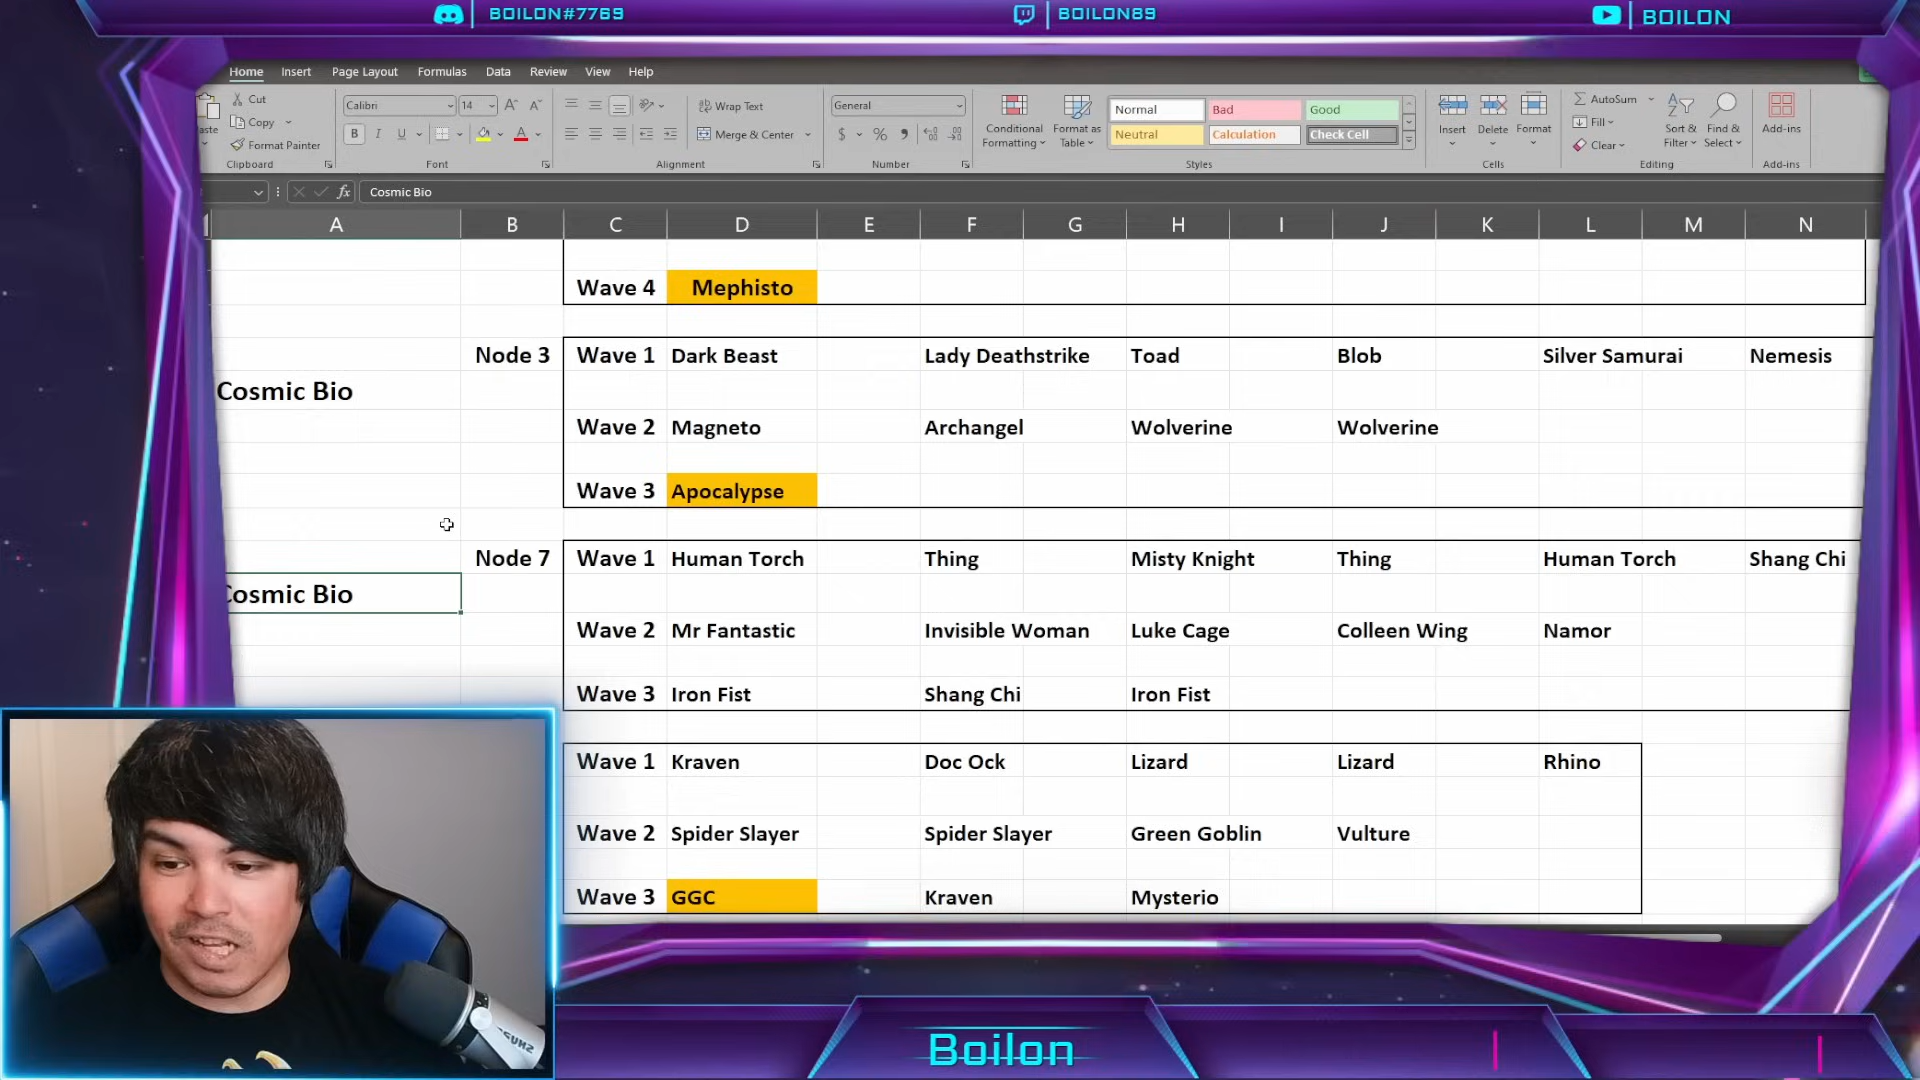 BOILON#7769 BOILON89 BOILON
Home Insert Page Layout Formulas Data Review View Help
Cut
Copy
Format Painter
Clipboard
Calibri 14
B I U A
Font
Wrap Text
Merge & Center
Alignment
General
$ % ,
Number
Conditional Formatting
Format as Table
Normal Bad Good
Neutral Calculation Check Cell
Styles
Insert Delete Format
Cells
AutoSum
Fill
Clear
Sort & Filter
Find & Select
Editing
Add-ins
Add-ins
fx Cosmic Bio
A B C D E F G H I J K L M N
Wave 4 Mephisto
Node 3 Wave 1 Dark Beast Lady Deathstrike Toad Blob Silver Samurai Nemesis
Cosmic Bio
Wave 2 Magneto Archangel Wolverine Wolverine
Wave 3 Apocalypse
Node 7 Wave 1 Human Torch Thing Misty Knight Thing Human Torch Shang Chi
Cosmic Bio
Wave 2 Mr Fantastic Invisible Woman Luke Cage Colleen Wing Namor
Wave 3 Iron Fist Shang Chi Iron Fist
Wave 1 Kraven Doc Ock Lizard Lizard Rhino
Wave 2 Spider Slayer Spider Slayer Green Goblin Vulture
Wave 3 GGC Kraven Mysterio
Boilon